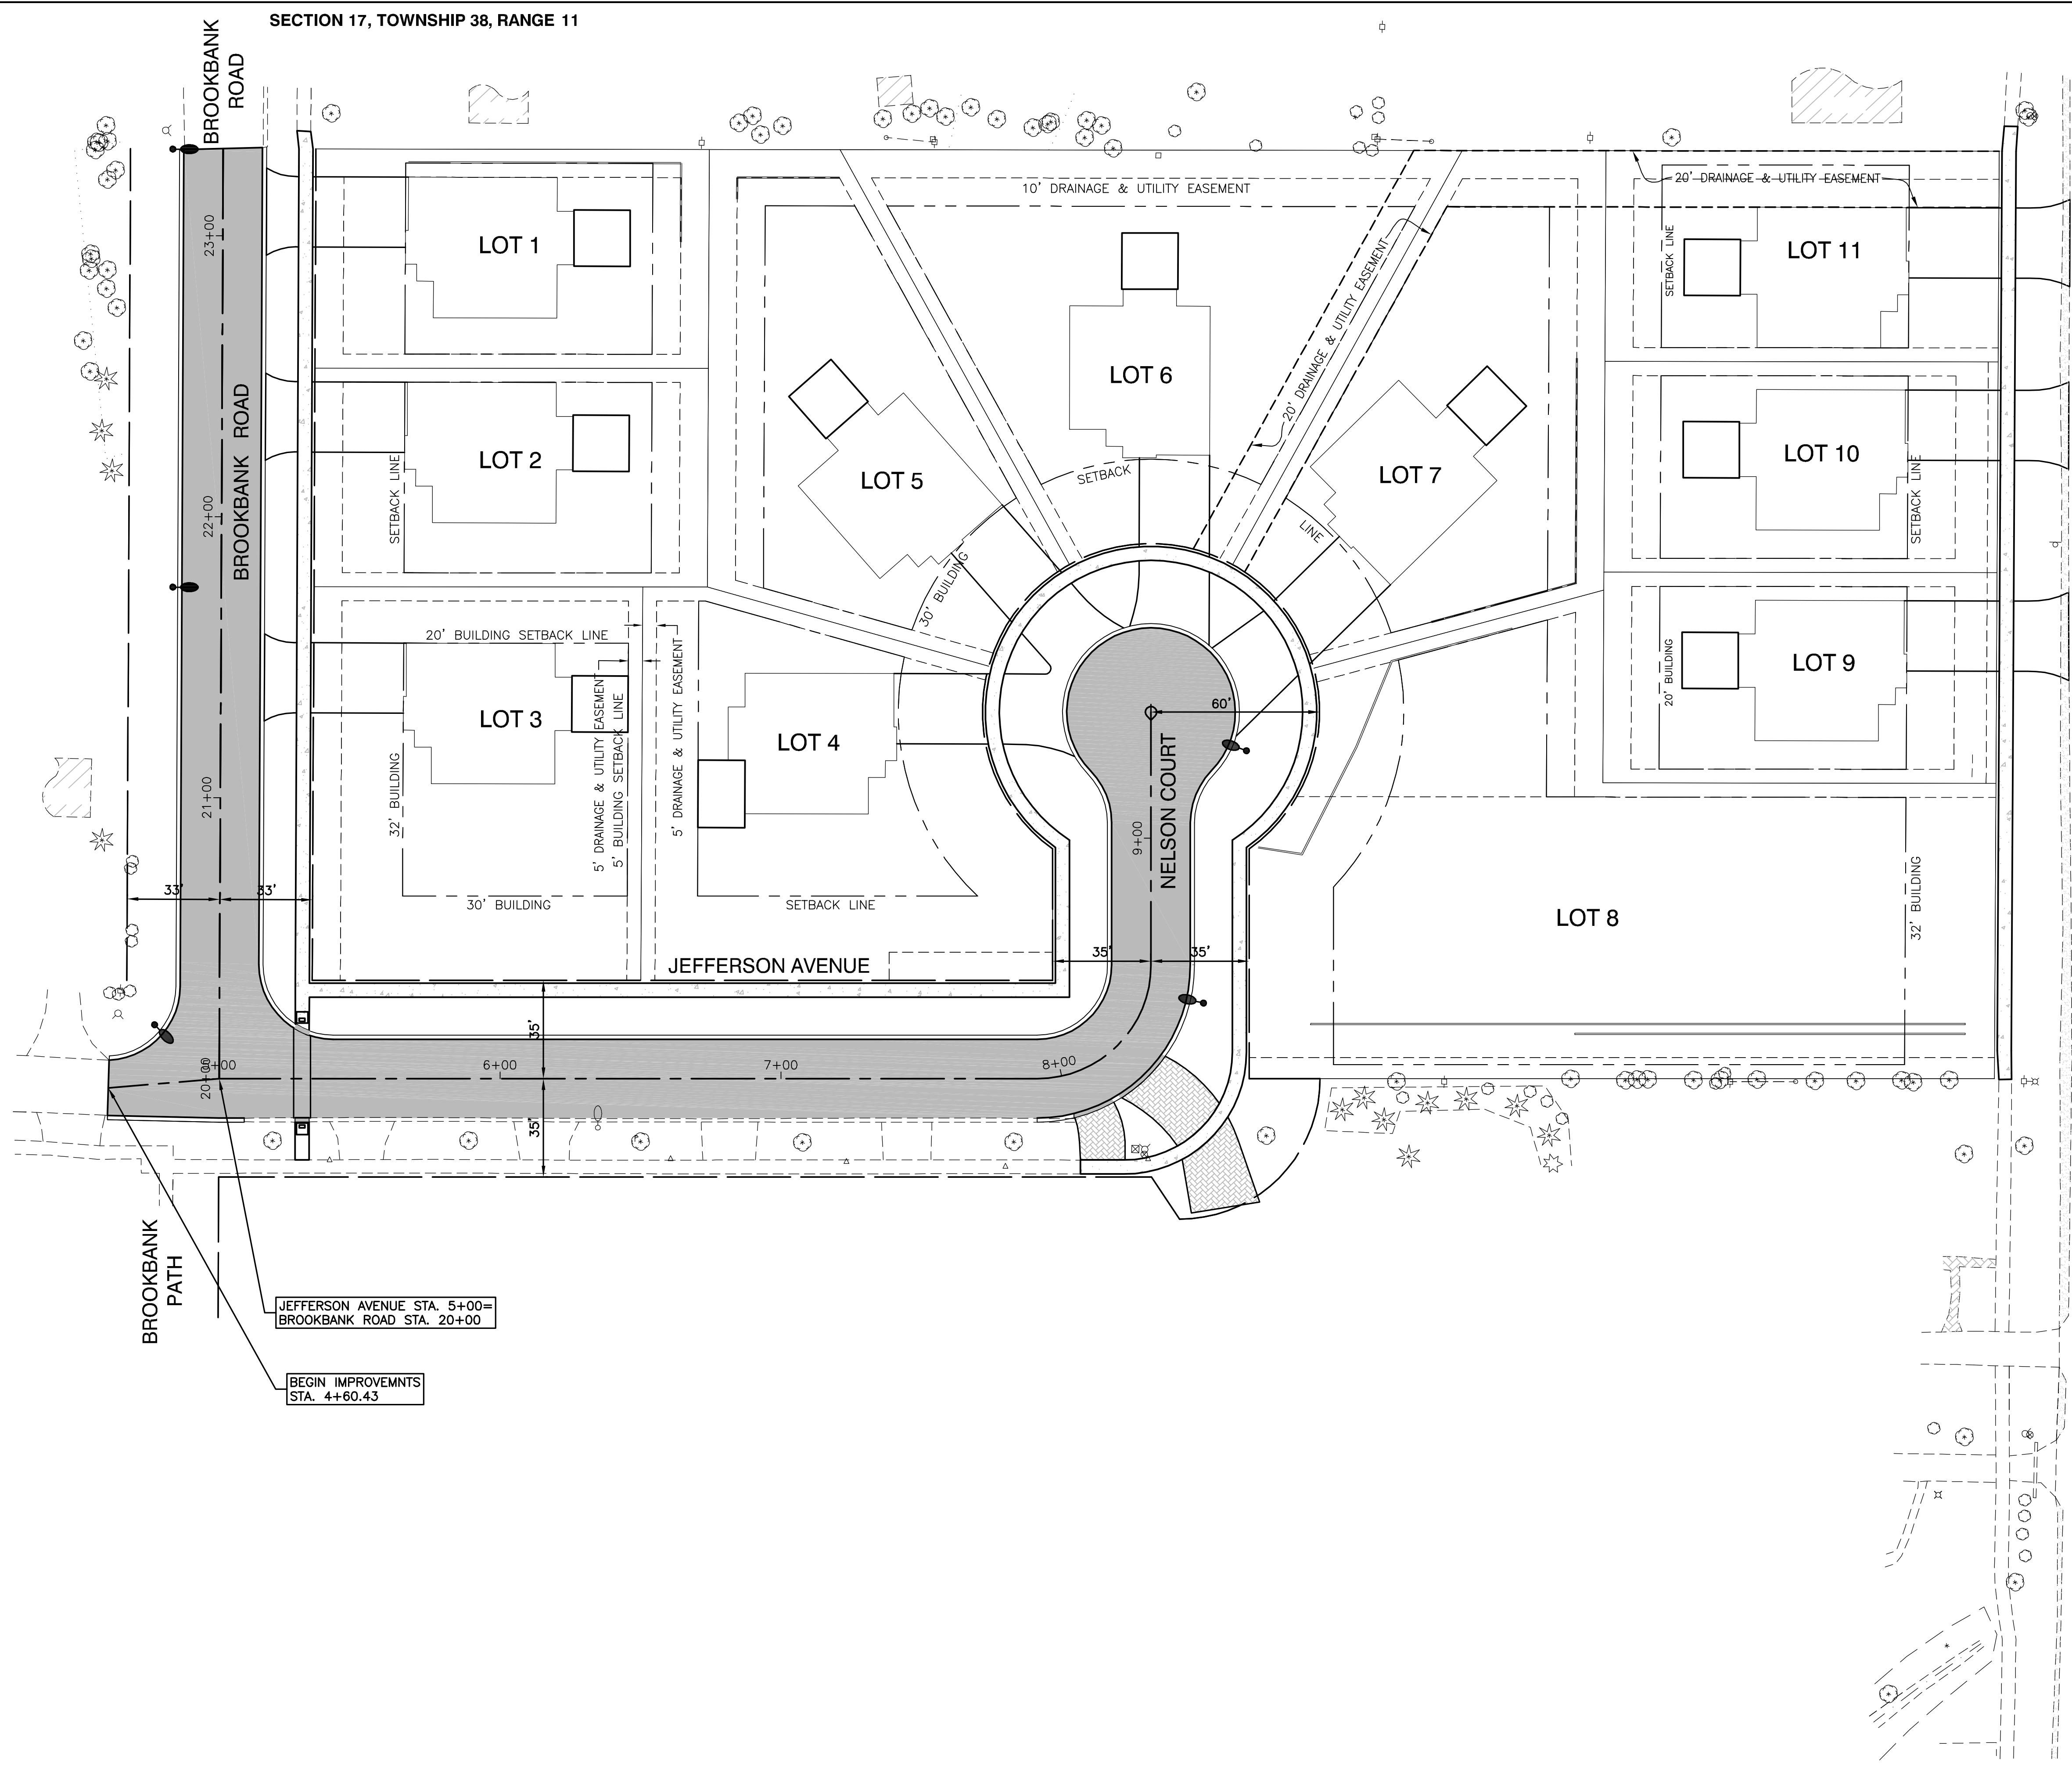 SECTION 17, TOWNSHIP 38, RANGE 11
BROOKBANK
ROAD
10' DRAINAGE & UTILITY EASEMENT
20' DRAINAGE & UTILITY EASEMENT
23+00
LOT 1
20' DRAINAGE & UTILITY EASEMENT
SETBACK LINE
LOT 11
LOT 6
BROOKBANK ROAD
22+00
SETBACK LINE
LOT 2
LOT 5
SETBACK
LINE
LOT 7
LOT 10
SETBACK LINE
30' BUILDING
20' BUILDING SETBACK LINE
20' BUILDING
LOT 9
LOT 3
5' DRAINAGE & UTILITY EASEMENT
5' BUILDING SETBACK LINE
5' DRAINAGE & UTILITY EASEMENT
LOT 4
60'
NELSON COURT
21+00
32' BUILDING
9+00
33'
33'
30' BUILDING
SETBACK LINE
LOT 8
32' BUILDING
JEFFERSON AVENUE
35'
35'
35'
20+00
5+00
6+00
7+00
8+00
35'
BROOKBANK
PATH
JEFFERSON AVENUE STA. 5+00=
BROOKBANK ROAD STA. 20+00
BEGIN IMPROVEMNTS
STA. 4+60.43